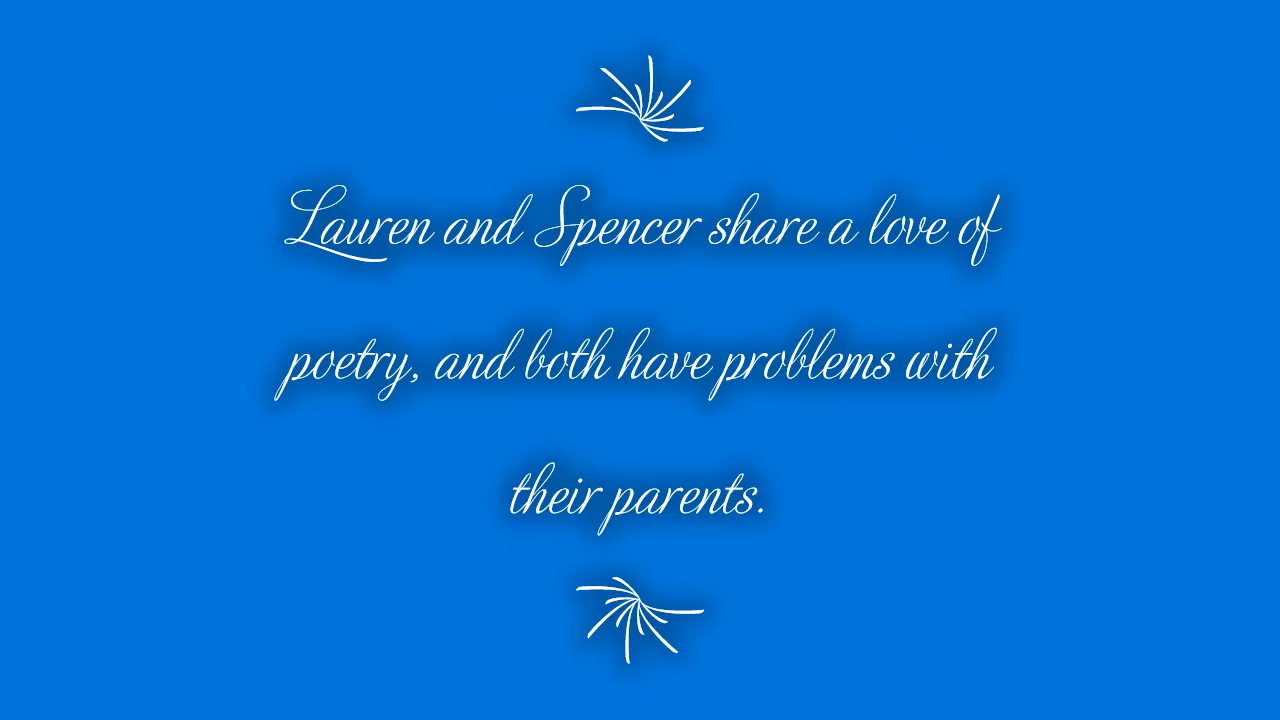 Lauren and Spencer share a love of
poetry, and both have problems with
their parents.